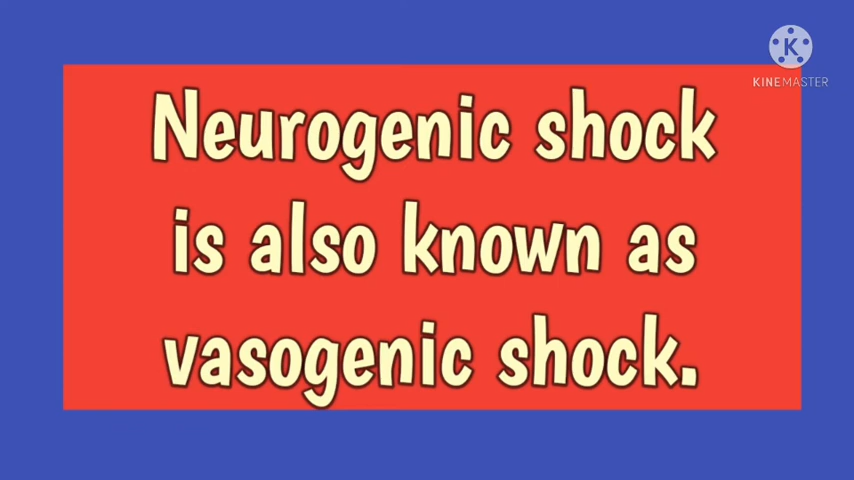 K
KINEMASTER
Neurogenic shock
is also known as
vasogenic shock.